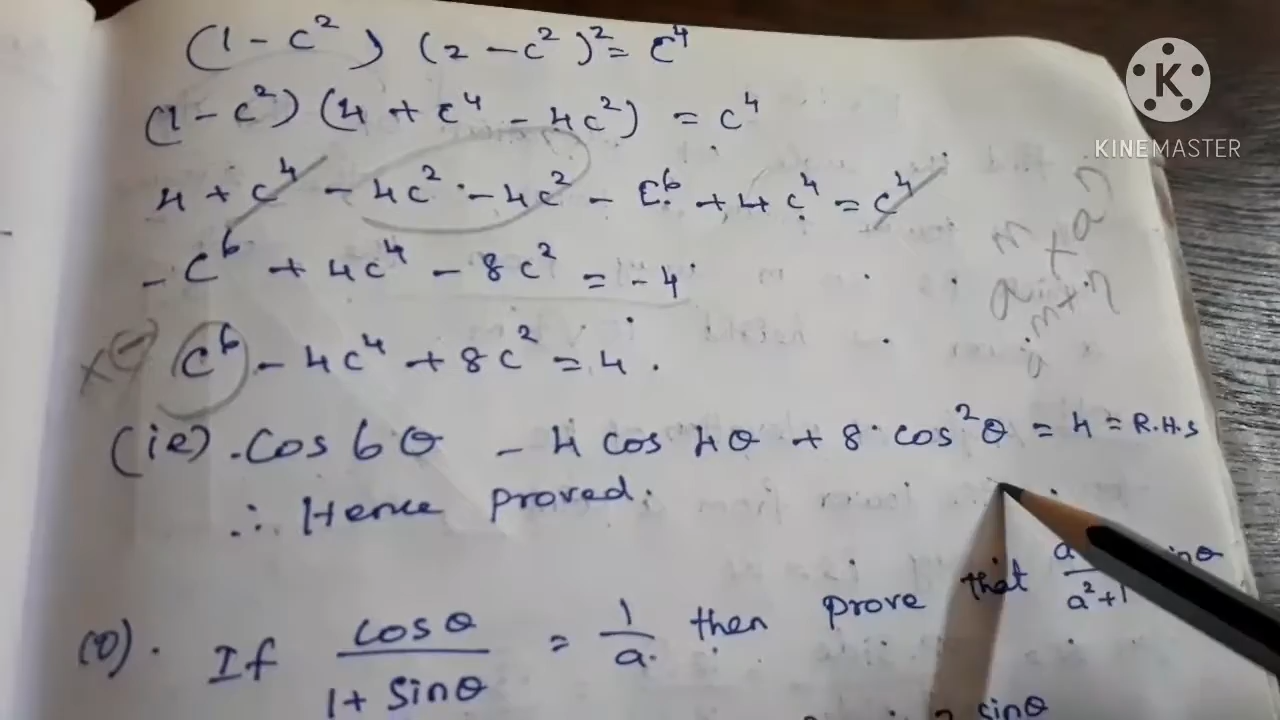 (1 - c²) (2 - c²)² = c⁴
(1 - c²) (4 + c⁴ - 4c²) = c⁴
4 + c⁴ - 4c² - 4c² - c⁶ + 4c⁴ = c⁴
- c⁶ + 4c⁴ - 8c² = -4
×(-) c⁶ - 4c⁴ + 8c² = 4.
(ie). cos 6θ - 4 cos 4θ + 8. cos²θ = 4 = R.H.S
∴ Hence proved.
(v). If cosθ / 1 + sinθ = 1/a. then prove that a²+1
sinθ
K
KINEMASTER